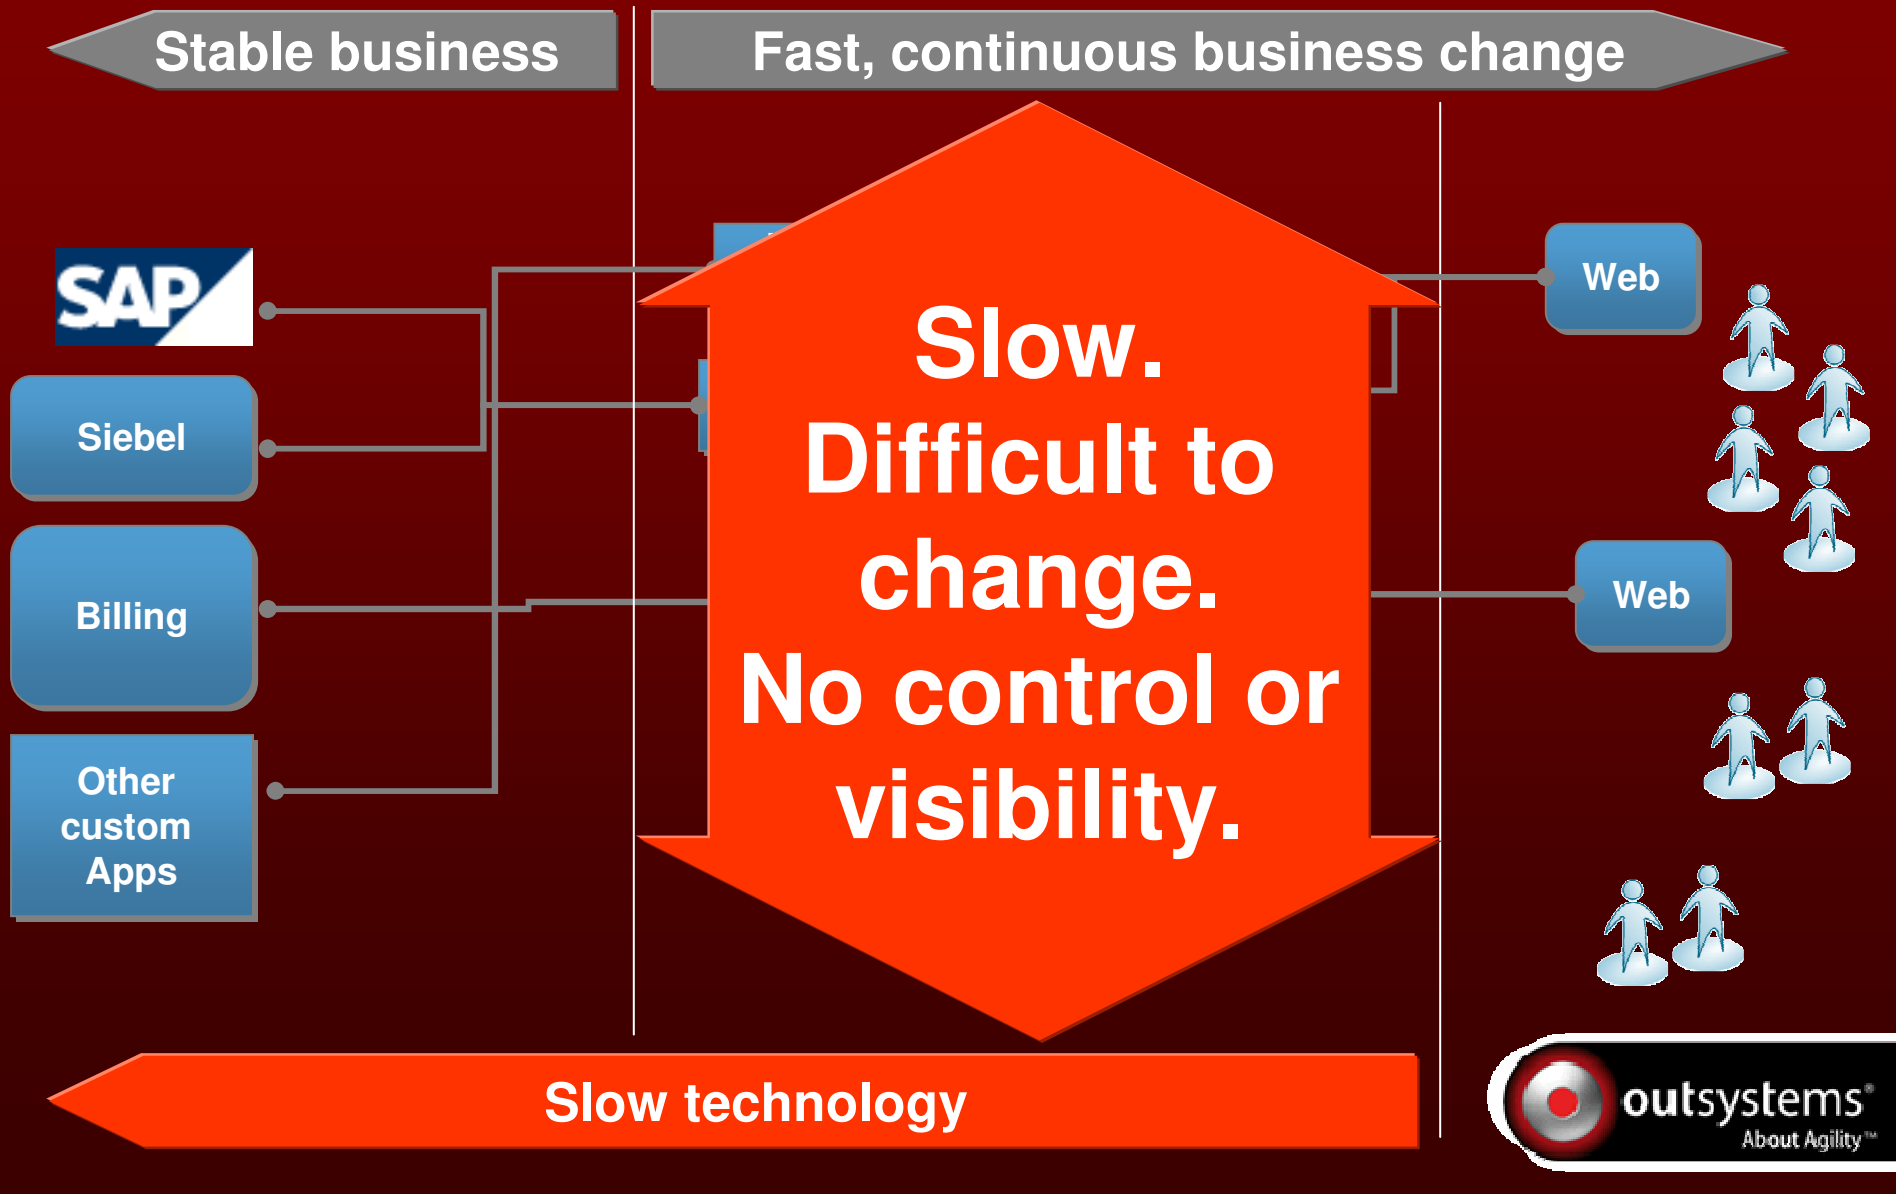 Stable business
Fast, continuous business change
SAP
Siebel
Billing
Other
custom
Apps
Slow.
Difficult to
change.
No control or
visibility.
Web
Web
Slow technology
outsystems®
About Agility™